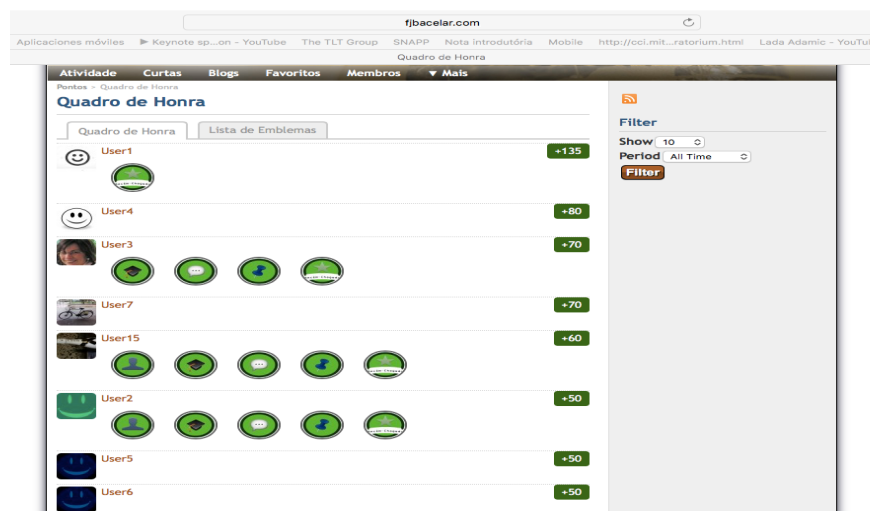 fjbacelar.com
Aplicaciones móviles ▶ Keynote sp...on - YouTube The TLT Group SNAPP Nota introdutória Mobile http://cci.mit...ratorium.html Lada Adamic - YouTu
Quadro de Honra
Atividade Curtas Blogs Favoritos Membros ▼ Mais
Pontos > Quadro de Honra
Quadro de Honra
Quadro de Honra Lista de Emblemas
User1 +135
User4 +80
User3 +70
User7 +70
User15 +60
User2 +50
User5 +50
User6 +50
Filter
Show 10
Period All Time
Filter